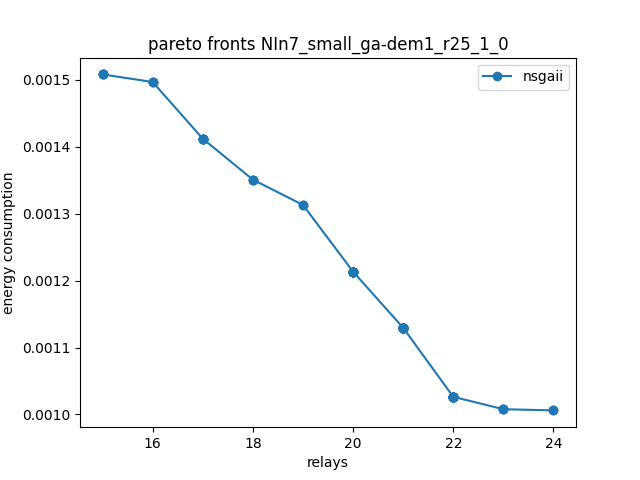 pareto fronts NIn7_small_ga-dem1_r25_1_0
nsgaii
0.0015
0.0014
0.0013
0.0012
0.0011
0.0010
energy consumption
16 18 20 22 24
relays